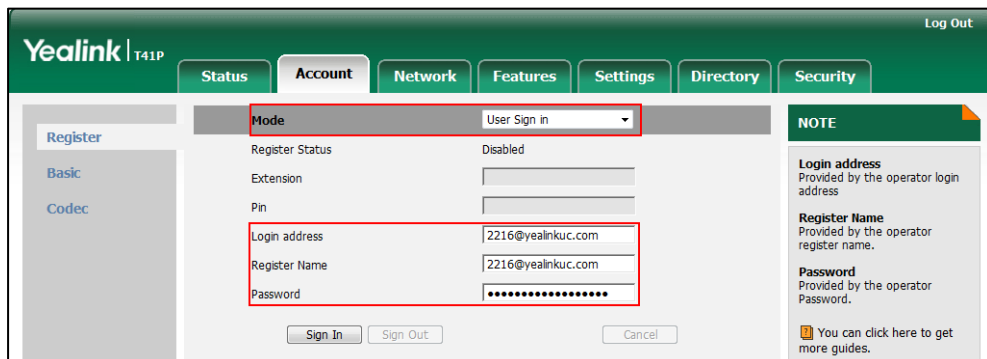 Log Out
Yealink T41P
Status Account Network Features Settings Directory Security
Register
Basic
Codec
Mode User Sign in
Register Status Disabled
Extension
Pin
Login address 2216@yealinkuc.com
Register Name 2216@yealinkuc.com
Password ••••••••••••••••••
Sign In Sign Out Cancel
NOTE
Login address
Provided by the operator login
address
Register Name
Provided by the operator
register name.
Password
Provided by the operator
Password.
You can click here to get
more guides.